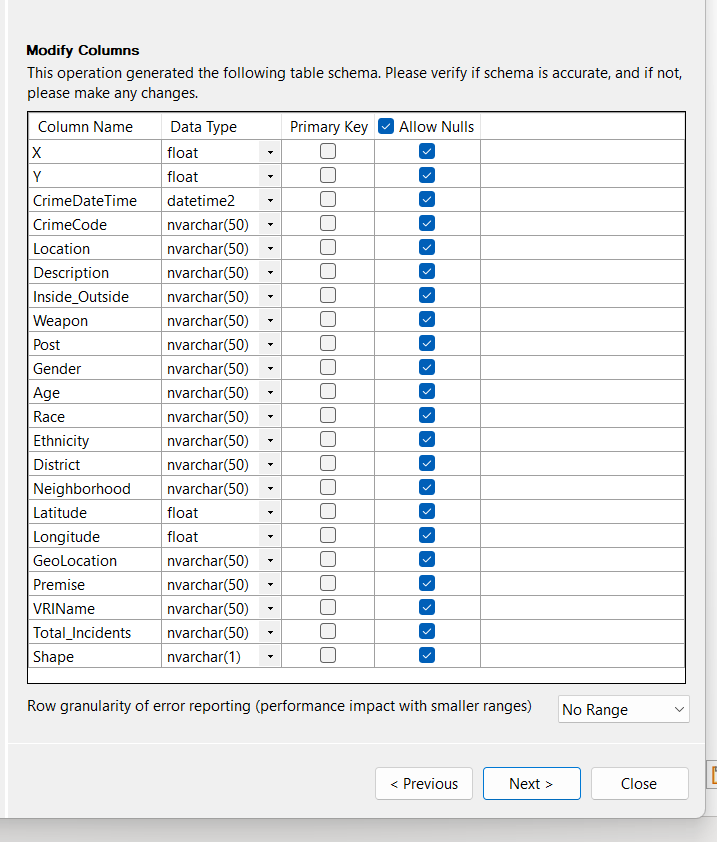 Modify Columns
This operation generated the following table schema. Please verify if schema is accurate, and if not,
please make any changes.
Column Name Data Type Primary Key Allow Nulls
X float
Y float
CrimeDateTime datetime2
CrimeCode nvarchar(50)
Location nvarchar(50)
Description nvarchar(50)
Inside_Outside nvarchar(50)
Weapon nvarchar(50)
Post nvarchar(50)
Gender nvarchar(50)
Age nvarchar(50)
Race nvarchar(50)
Ethnicity nvarchar(50)
District nvarchar(50)
Neighborhood nvarchar(50)
Latitude float
Longitude float
GeoLocation nvarchar(50)
Premise nvarchar(50)
VRIName nvarchar(50)
Total_Incidents nvarchar(50)
Shape nvarchar(1)
Row granularity of error reporting (performance impact with smaller ranges) No Range
< Previous Next > Close